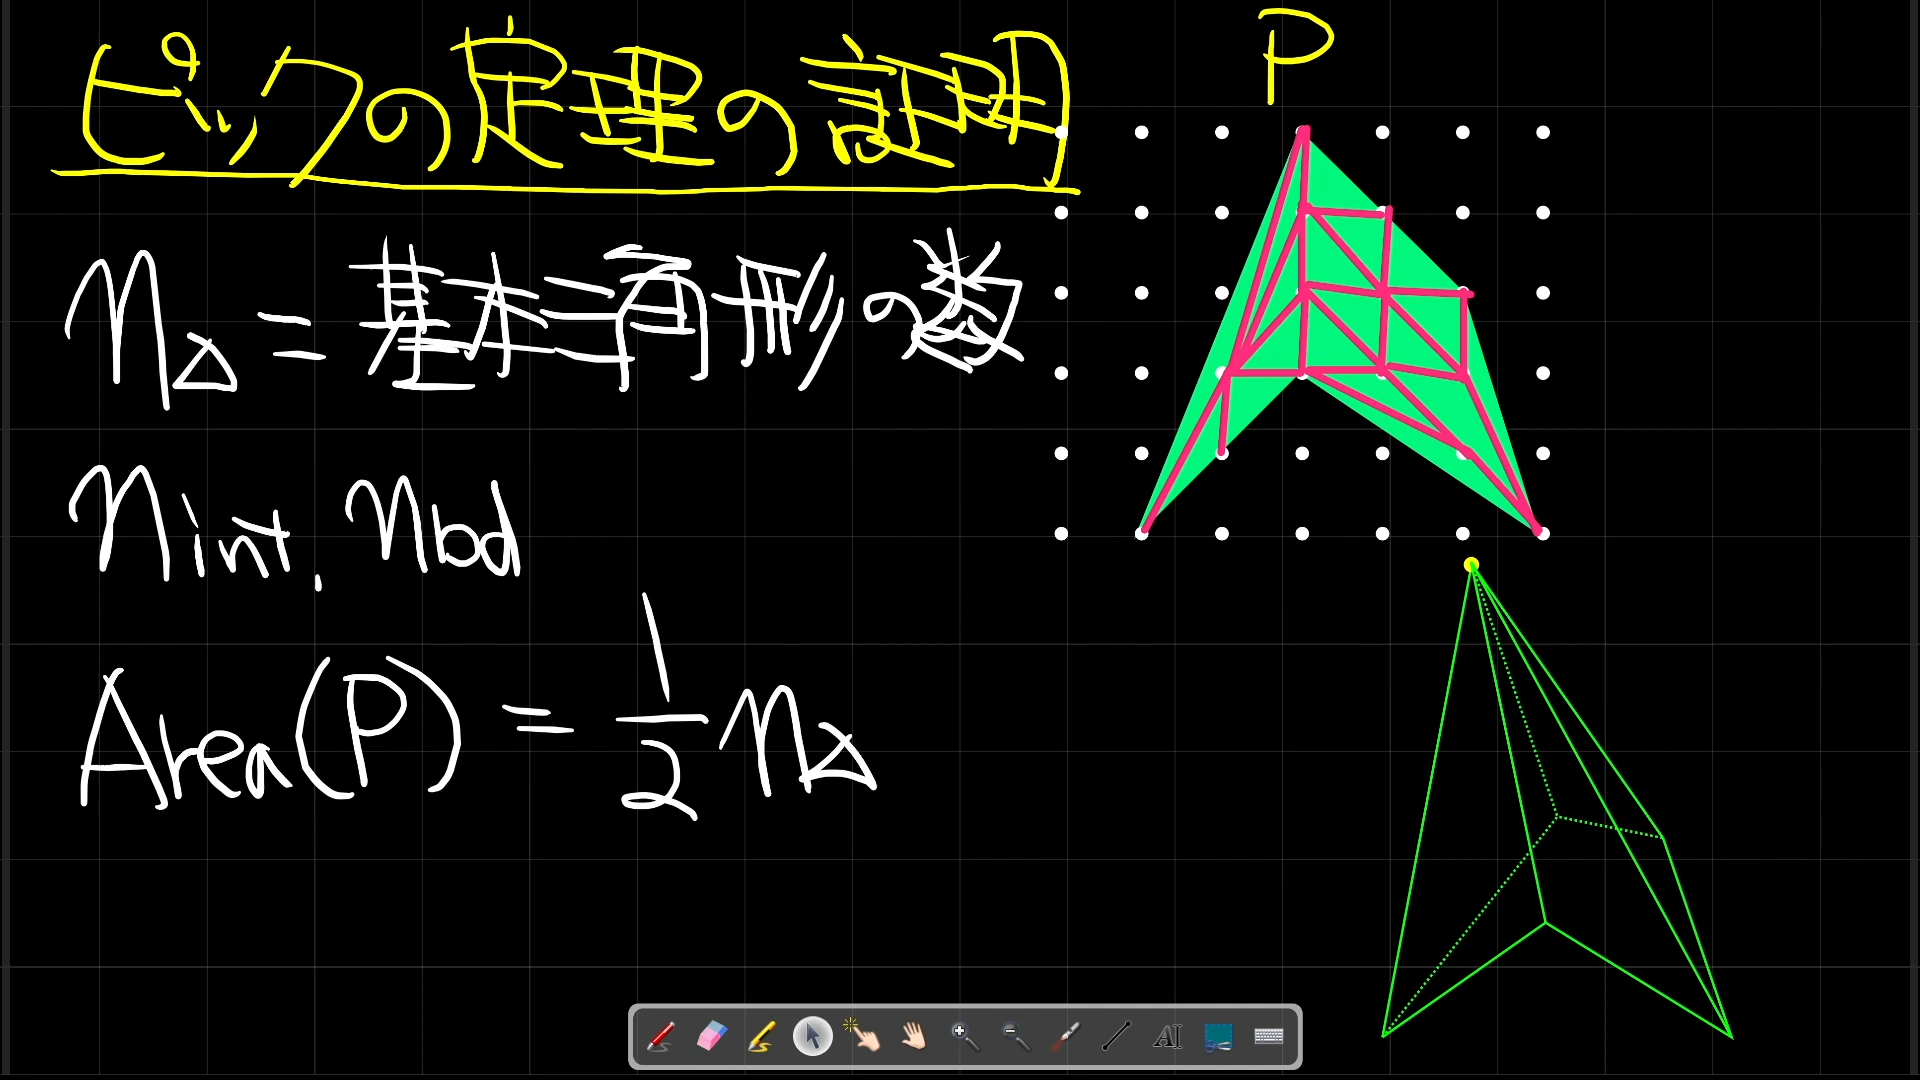 ピックの定理の証明
P
n△ = 基本三角形の数
nint, nbd
Area(P) = 1/2 n△
AI